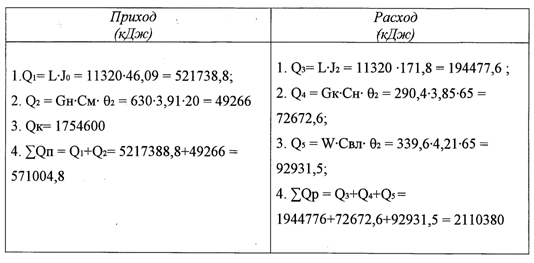 Приход
(кДж)
1.Q₁= L·J₀ = 11320·46,09 = 521738,8;
2. Q₂ = Gн·Cм· θ₂ = 630·3,91·20 = 49266
3. Qк= 1754600
4. ∑Qп = Q₁+Q₂= 5217388,8+49266 =
571004,8
Расход
(кДж)
1. Q₃= L·J₂ = 11320 ·171,8 = 194477,6 ;
2. Q₄ = Gк·Cн· θ₂ = 290,4·3,85·65 =
72672,6;
3. Q₅ = W·Cвл· θ₂ = 339,6·4,21·65 =
92931,5;
4. ∑Qр = Q₃+Q₄+Q₅ =
1944776+72672,6+92931,5 = 2110380